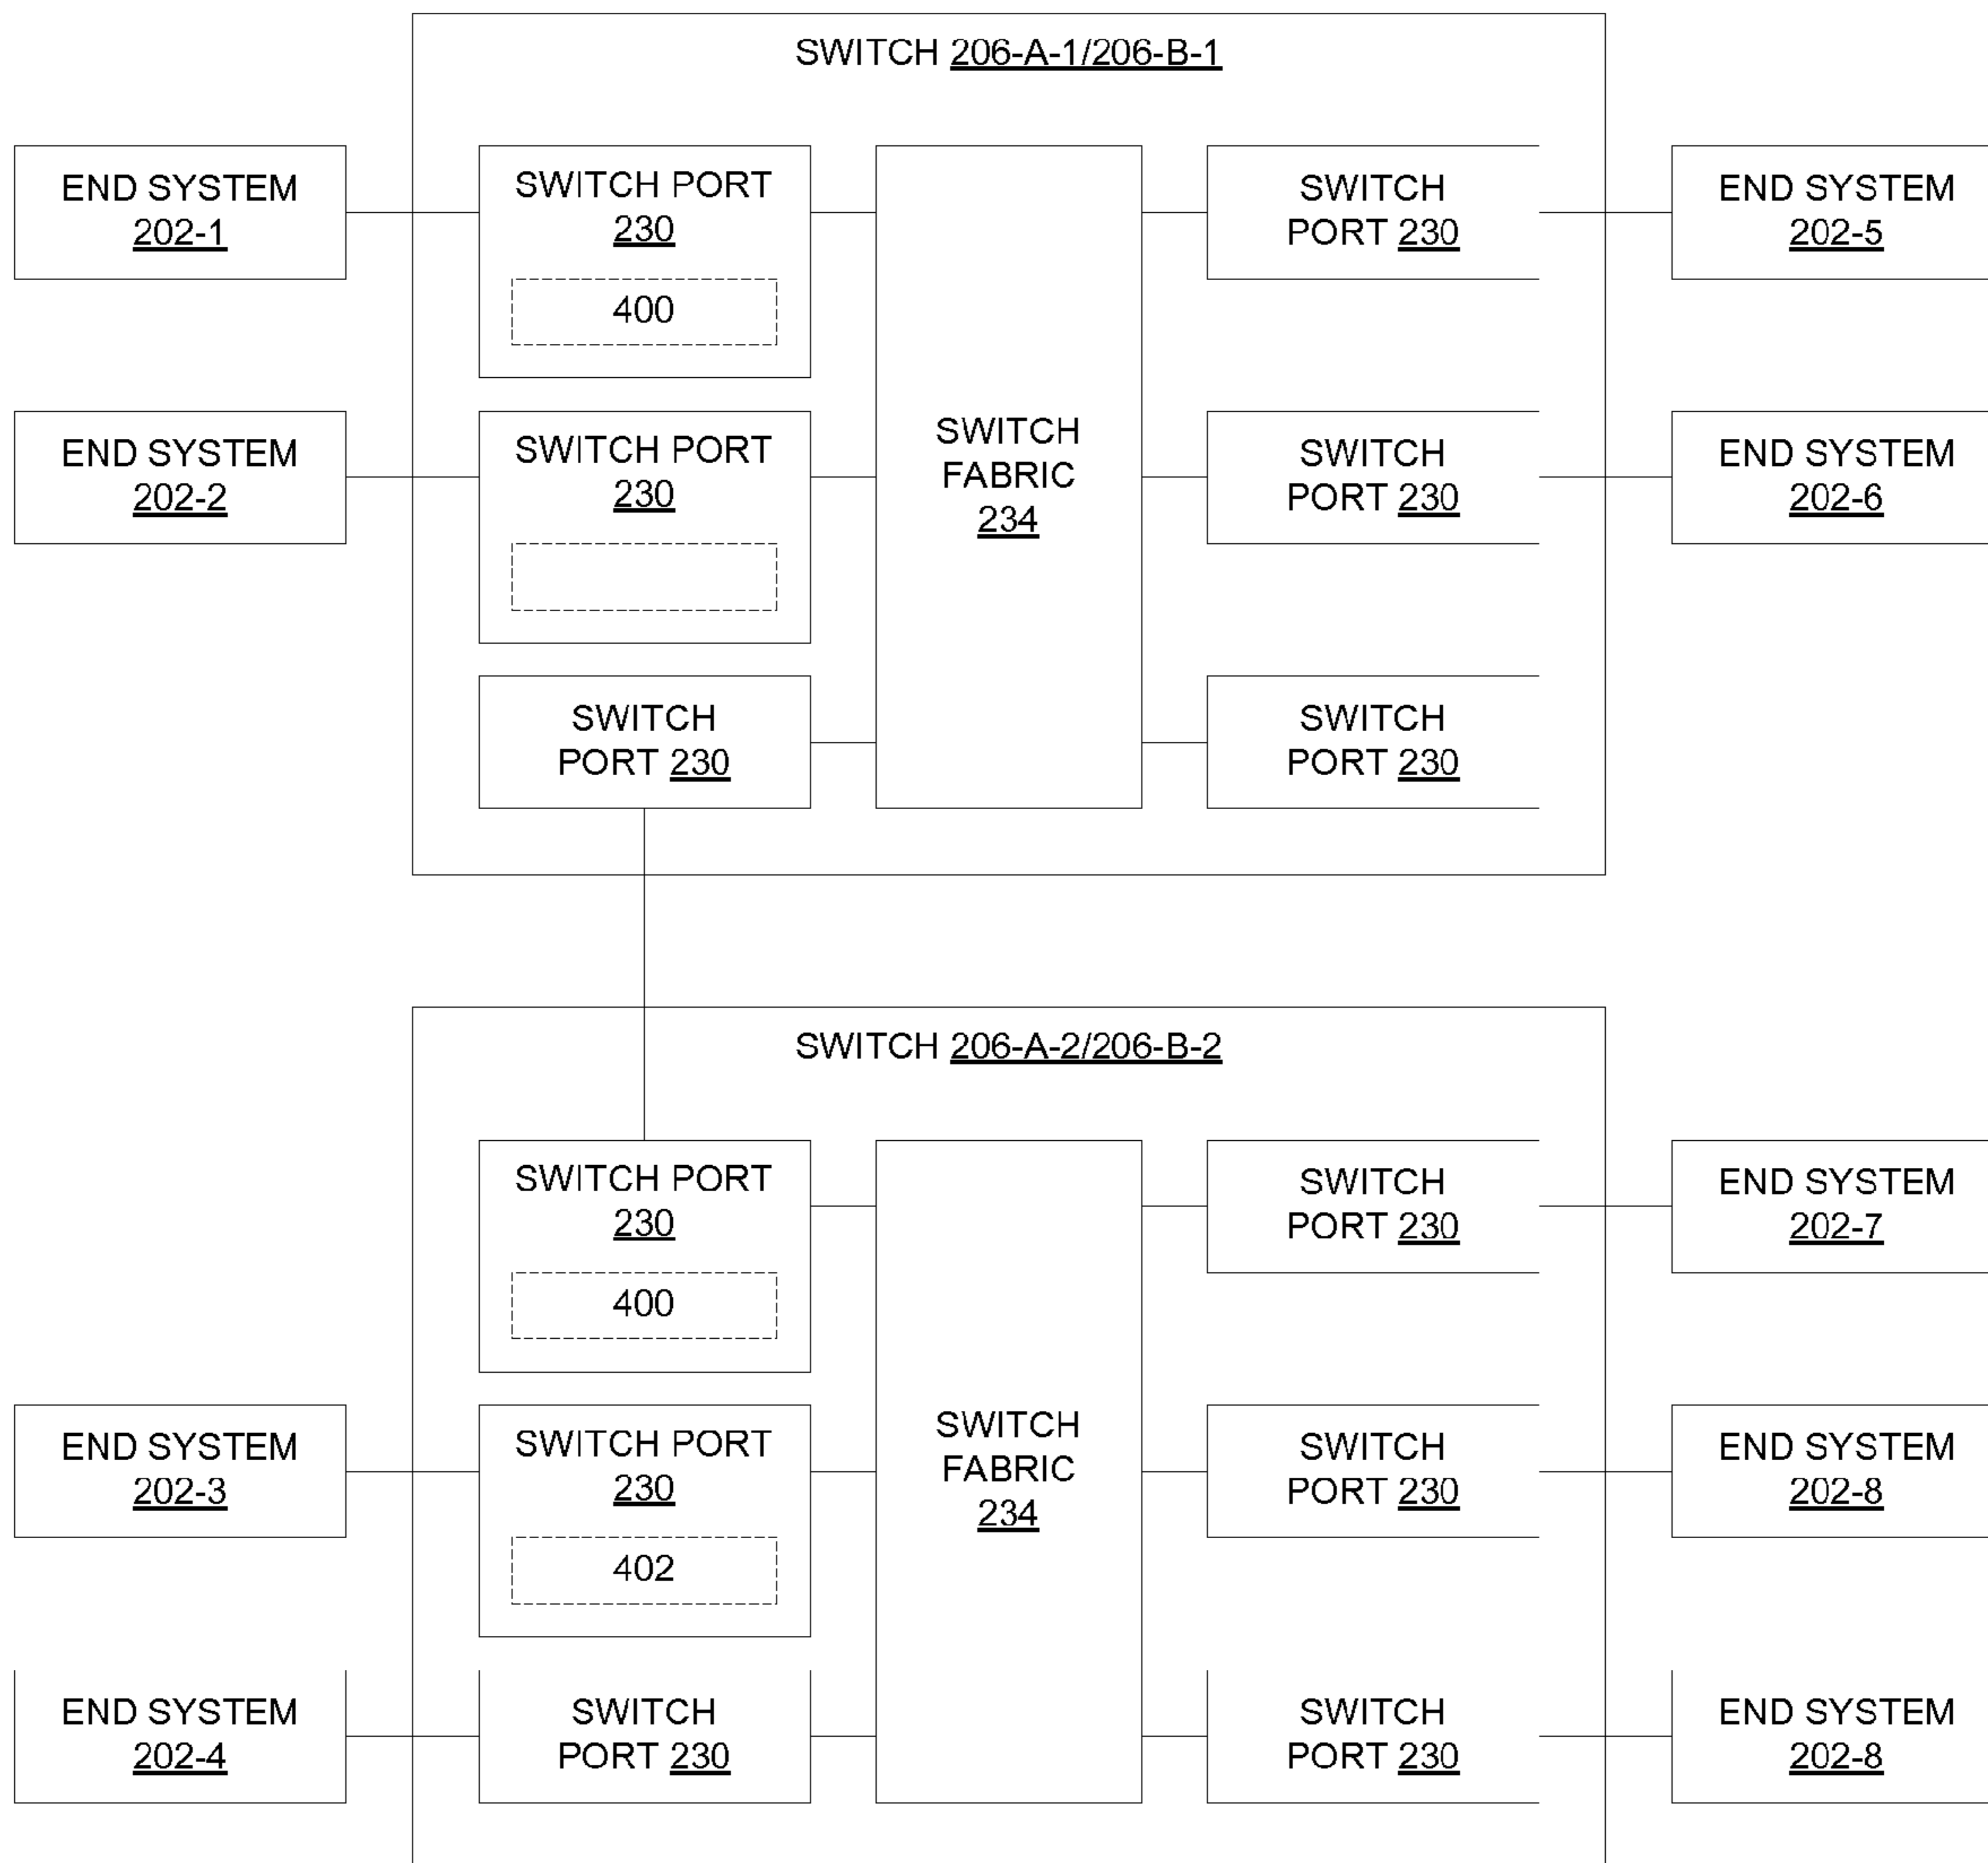 SWITCH 206-A-1/206-B-1
END SYSTEM
202-1
SWITCH PORT
230
400
SWITCH
PORT 230
END SYSTEM
202-5
END SYSTEM
202-2
SWITCH PORT
230
SWITCH
FABRIC
234
SWITCH
PORT 230
END SYSTEM
202-6
SWITCH
PORT 230
SWITCH
PORT 230
SWITCH 206-A-2/206-B-2
SWITCH PORT
230
400
SWITCH
PORT 230
END SYSTEM
202-7
END SYSTEM
202-3
SWITCH PORT
230
402
SWITCH
FABRIC
234
SWITCH
PORT 230
END SYSTEM
202-8
END SYSTEM
202-4
SWITCH
PORT 230
SWITCH
PORT 230
END SYSTEM
202-8